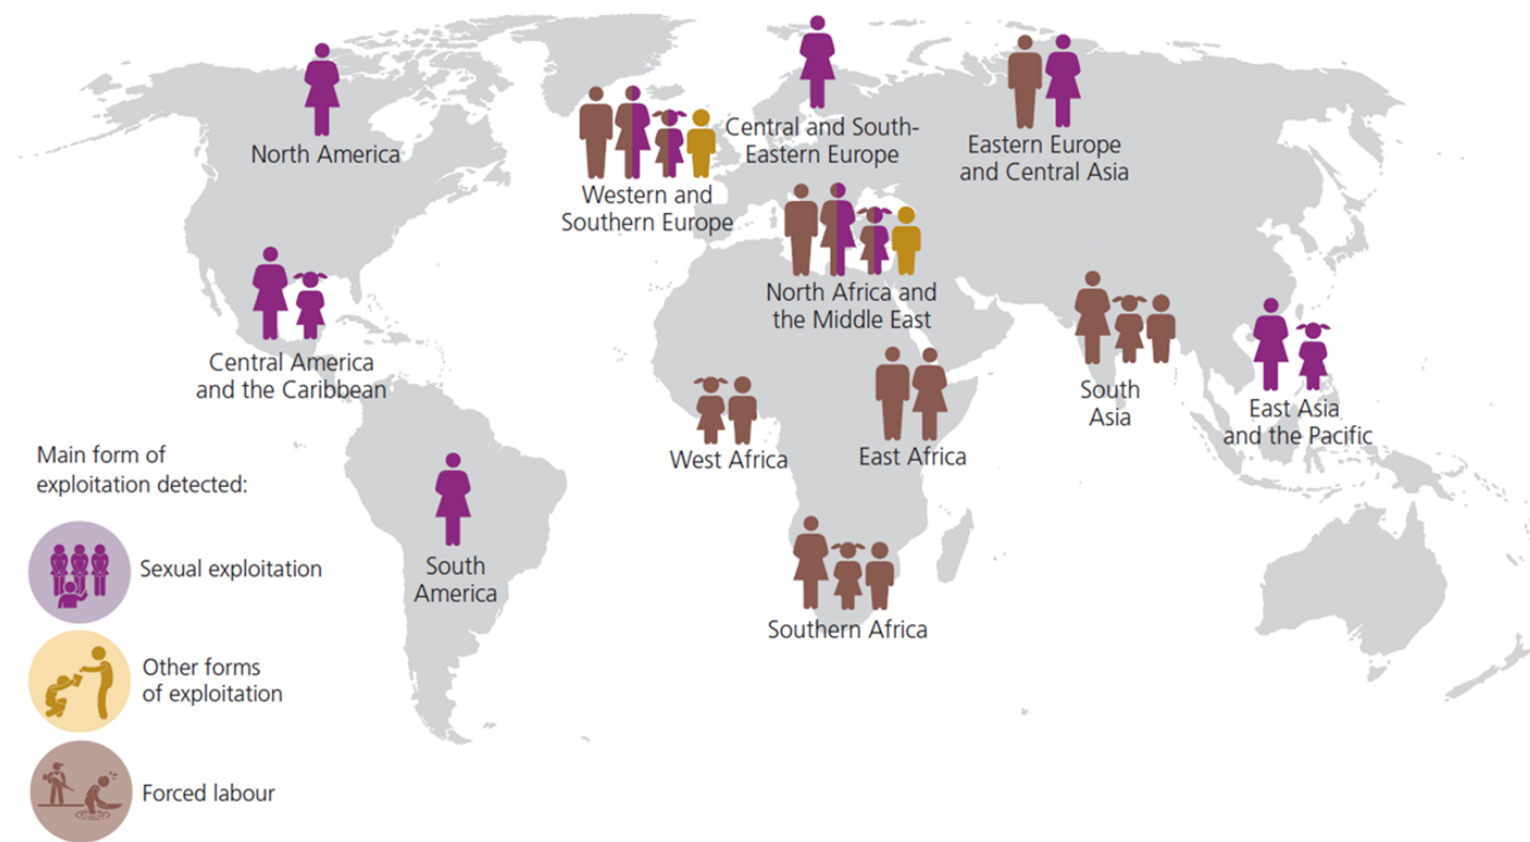 North America
Central and South-
Eastern Europe
Eastern Europe
and Central Asia
Western and
Southern Europe
North Africa and
the Middle East
Central America
and the Caribbean
South
Asia
East Asia
and the Pacific
West Africa
East Africa
South
America
Southern Africa
Main form of
exploitation detected:
Sexual exploitation
Other forms
of exploitation
Forced labour